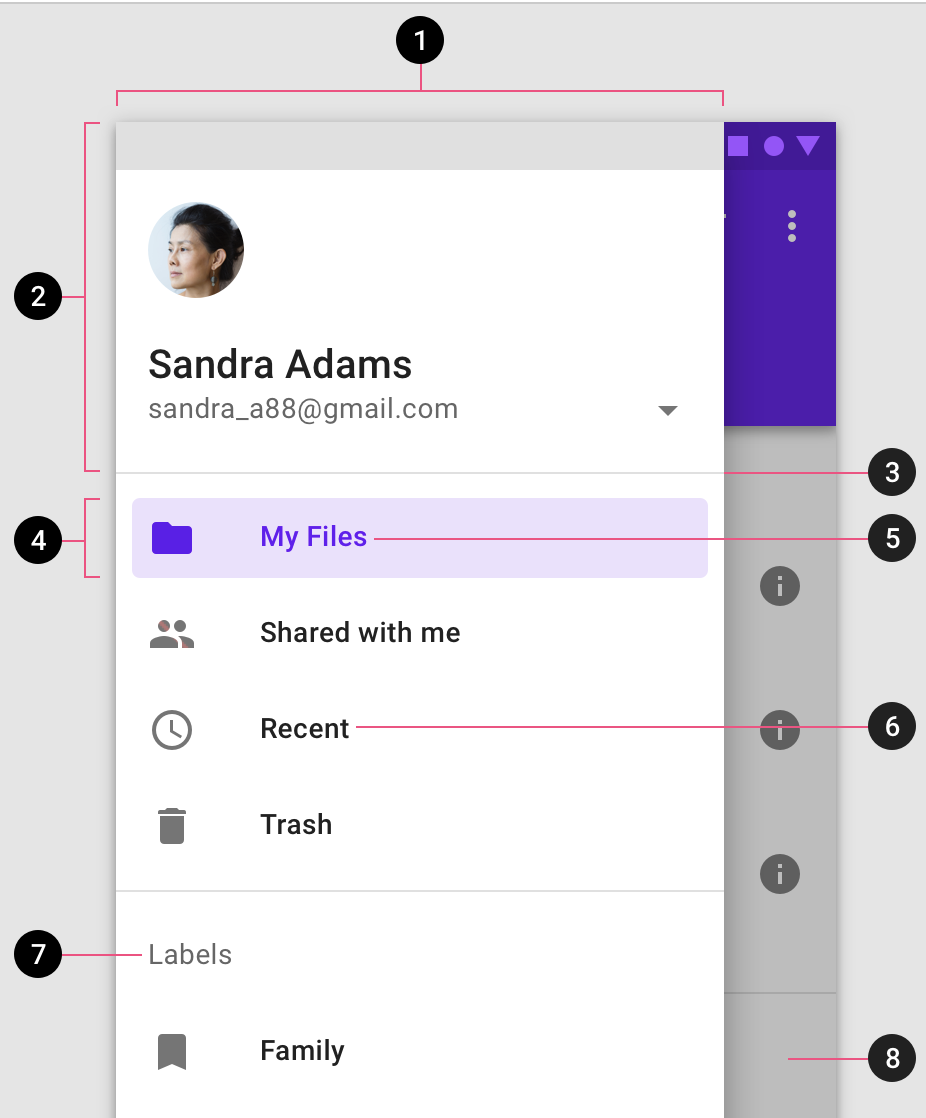 1
2
Sandra Adams
sandra_a88@gmail.com
3
4
My Files
5
Shared with me
Recent
6
Trash
7
Labels
Family
8